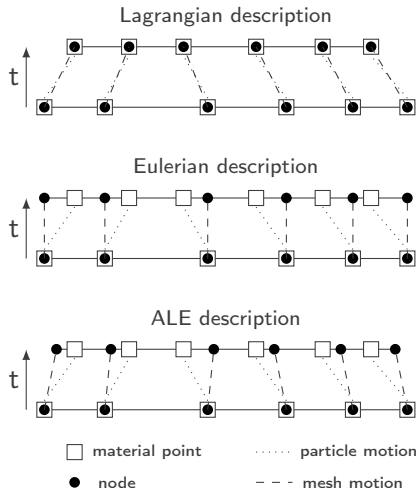 Lagrangian description
t
Eulerian description
t
ALE description
t
material point particle motion
node mesh motion